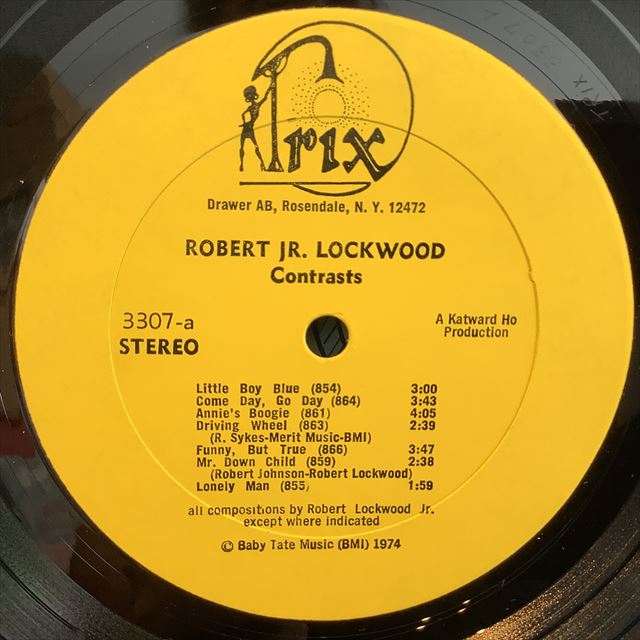 Trix
Drawer AB, Rosendale, N. Y. 12472
ROBERT JR. LOCKWOOD
Contrasts
3307-a
STEREO
A Katward Ho
Production
Little Boy Blue (854) 3:00
Come Day, Go Day (864) 3:43
Annie's Boogie (861) 4:05
Driving Wheel (863) 2:39
(R. Sykes-Merit Music-BMI)
Funny, But True (866) 3:47
Mr. Down Child (859) 2:38
(Robert Johnson-Robert Lockwood)
Lonely Man (855) 1:59
all compositions by Robert Lockwood Jr.
except where indicated
© Baby Tate Music (BMI) 1974